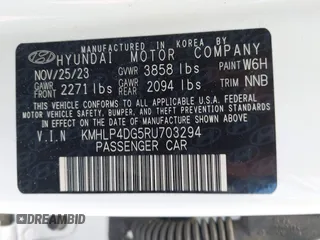 MANUFACTURED IN KOREA BY
HYUNDAI MOTOR COMPANY
NOV/25/23 GVWR 3858 lbs PAINT W6H
GAWR FRONT 2271 lbs GAWR REAR 2094 lbs TRIM NNB
THIS VEHICLE CONFORMS TO ALL APPLICABLE
U.S. FEDERAL MOTOR VEHICLE SAFETY, BUMPER,
AND THEFT PREVENTION STANDARDS IN EFFECT
ON THE DATE OF MANUFACTURE SHOWN ABOVE.
V.I.N KMHLP4DG5RU703294
PASSENGER CAR
DREAMBID